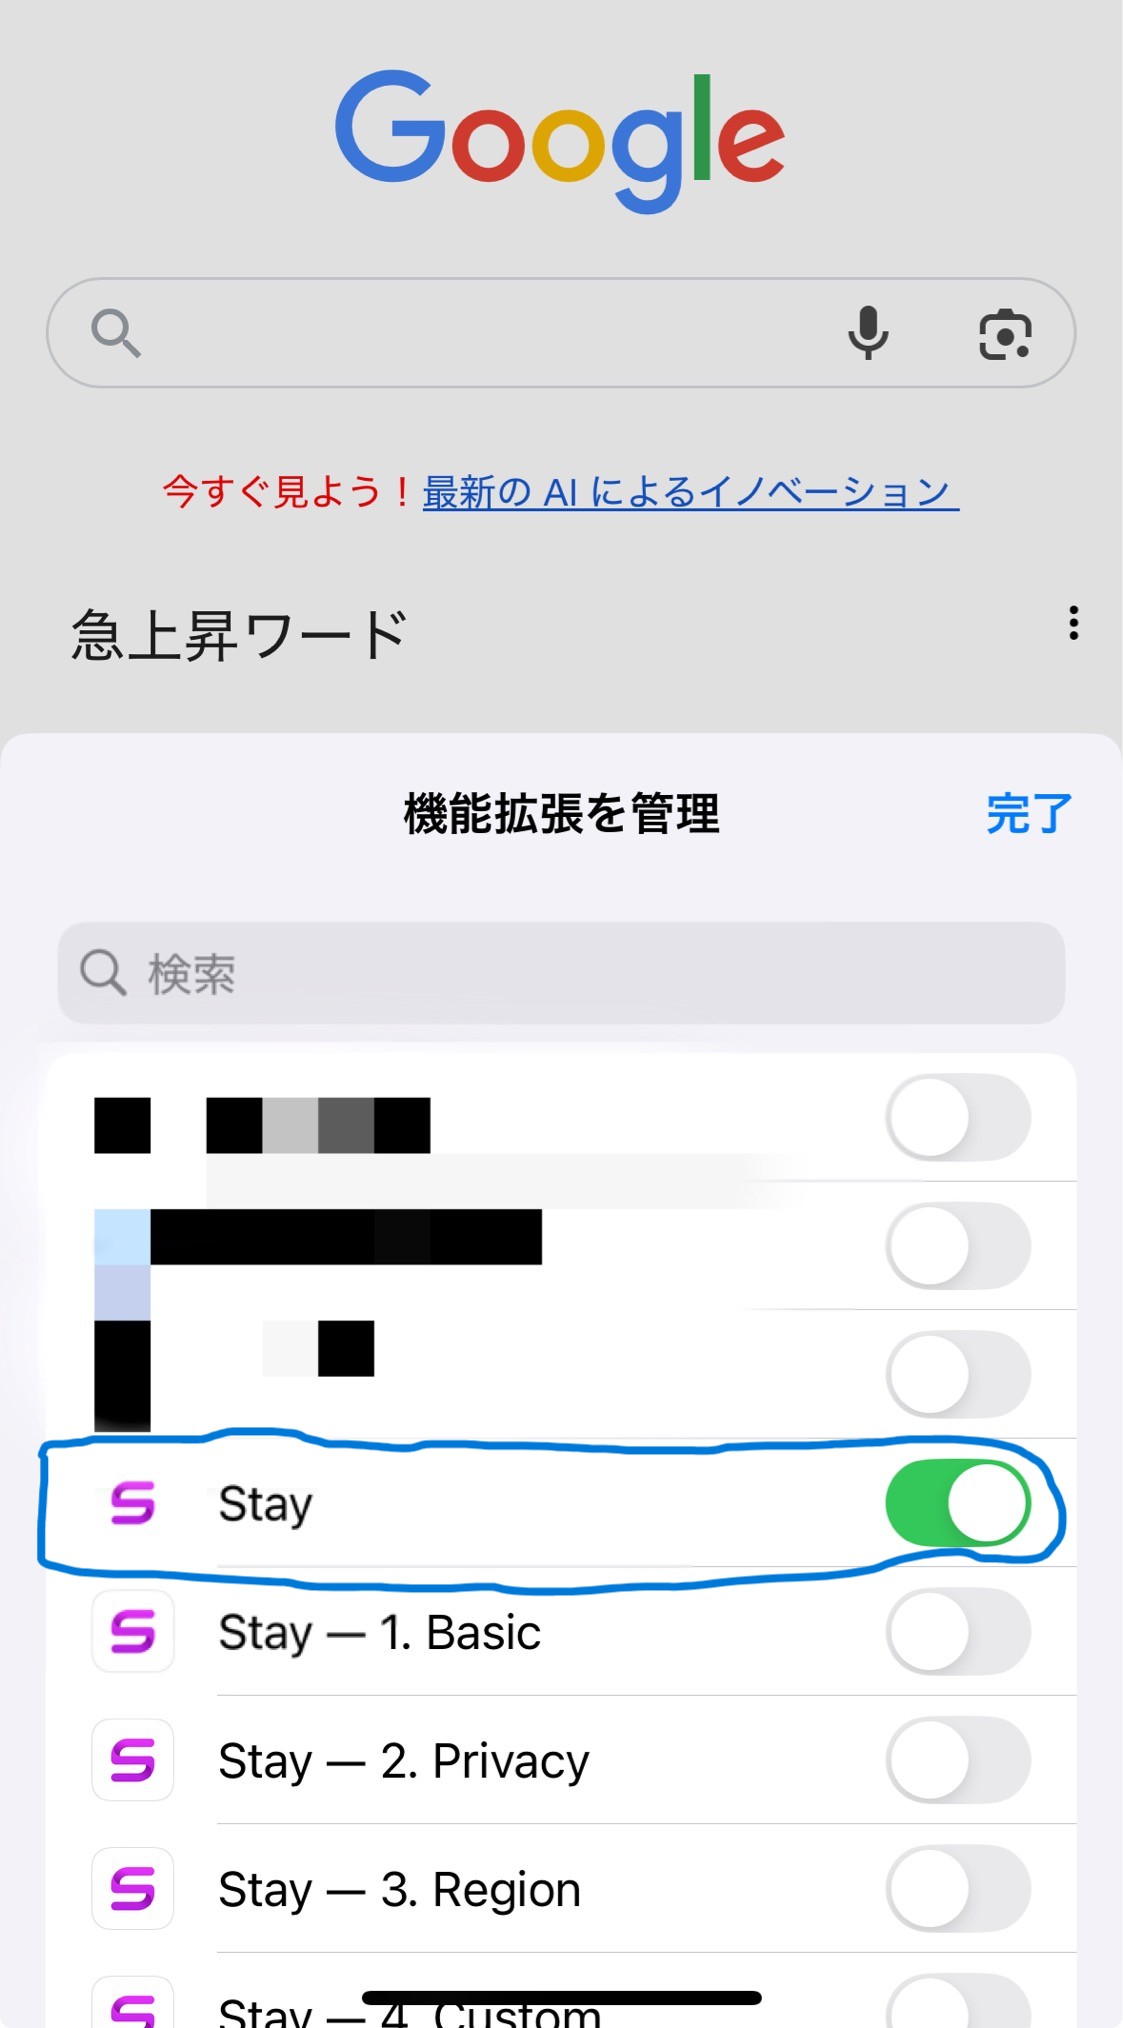 Google
今すぐ見よう！最新の AI によるイノベーション
急上昇ワード
機能拡張を管理
完了
検索
Stay
Stay — 1. Basic
Stay — 2. Privacy
Stay — 3. Region
Stay — 4. Custom